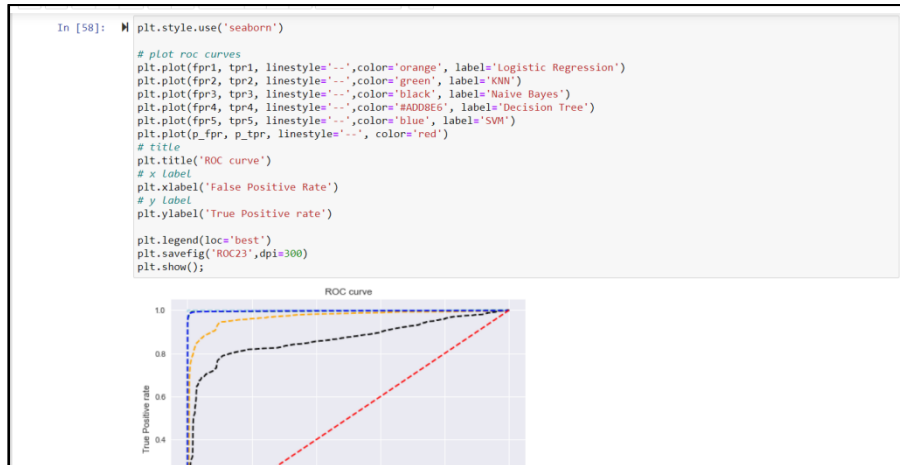 In [58]:
plt.style.use('seaborn')
# plot roc curves
plt.plot(fpr1, tpr1, linestyle='--',color='orange', label='Logistic Regression')
plt.plot(fpr2, tpr2, linestyle='--',color='green', label='KNN')
plt.plot(fpr3, tpr3, linestyle='--',color='black', label='Naive Bayes')
plt.plot(fpr4, tpr4, linestyle='--',color='#ADD8E6', label='Decision Tree')
plt.plot(fpr5, tpr5, linestyle='--',color='blue', label='SVM')
plt.plot(p_fpr, p_tpr, linestyle='--', color='red')
# title
plt.title('ROC curve')
# x label
plt.xlabel('False Positive Rate')
# y label
plt.ylabel('True Positive rate')
plt.legend(loc='best')
plt.savefig('ROC23',dpi=300)
plt.show();
ROC curve
1.0
0.8
0.6
0.4
True Positive rate